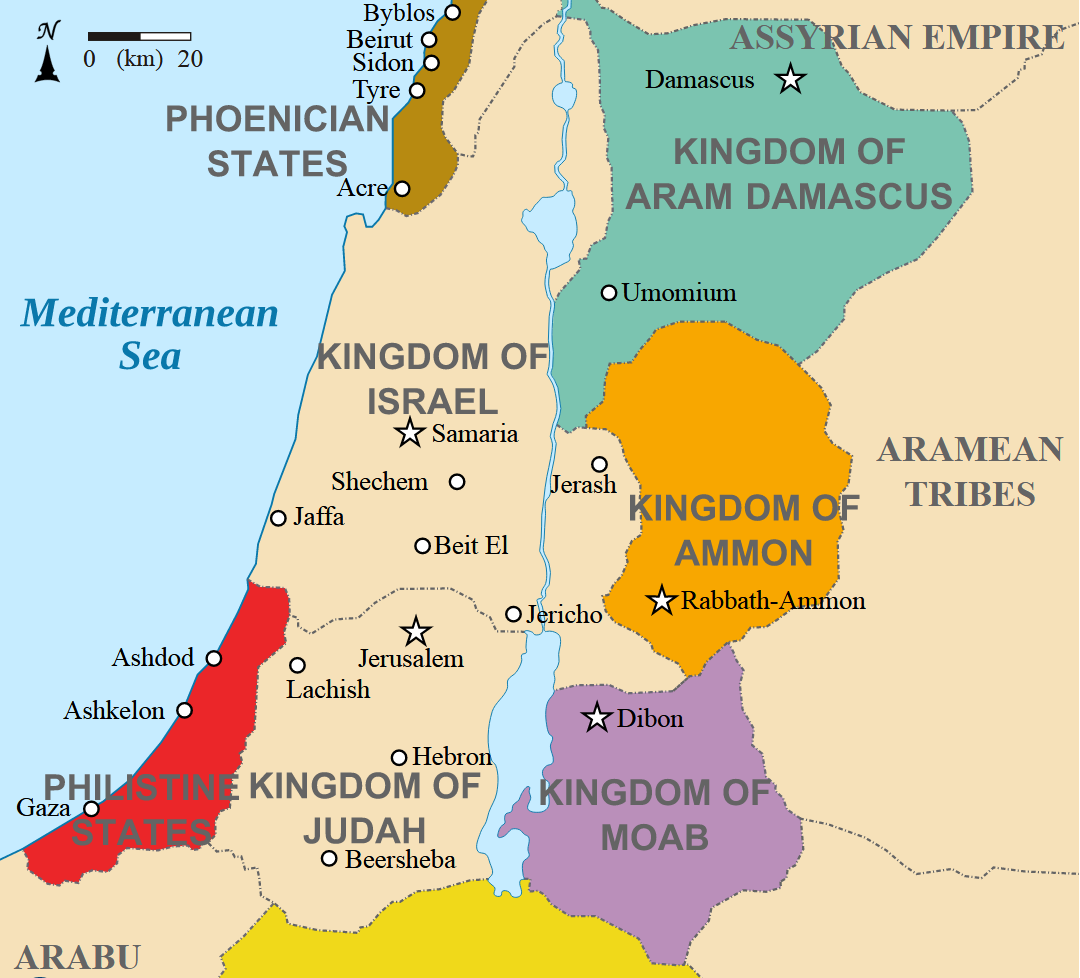 Byblos
N
Beirut
ASSYRIAN EMPIRE
0 (km) 20
Sidon
Damascus
Tyre
PHOENICIAN
STATES
KINGDOM OF
ARAM DAMASCUS
Acre
Umomium
Mediterranean
Sea
KINGDOM OF
ISRAEL
Samaria
ARAMEAN
TRIBES
Shechem
Jerash
Jaffa
KINGDOM OF
AMMON
Beit El
Rabbath-Ammon
Jericho
Jerusalem
Ashdod
Lachish
Ashkelon
Dibon
Hebron
PHILISTINE
STATES
Gaza
KINGDOM OF
JUDAH
KINGDOM OF
MOAB
Beersheba
ARABU